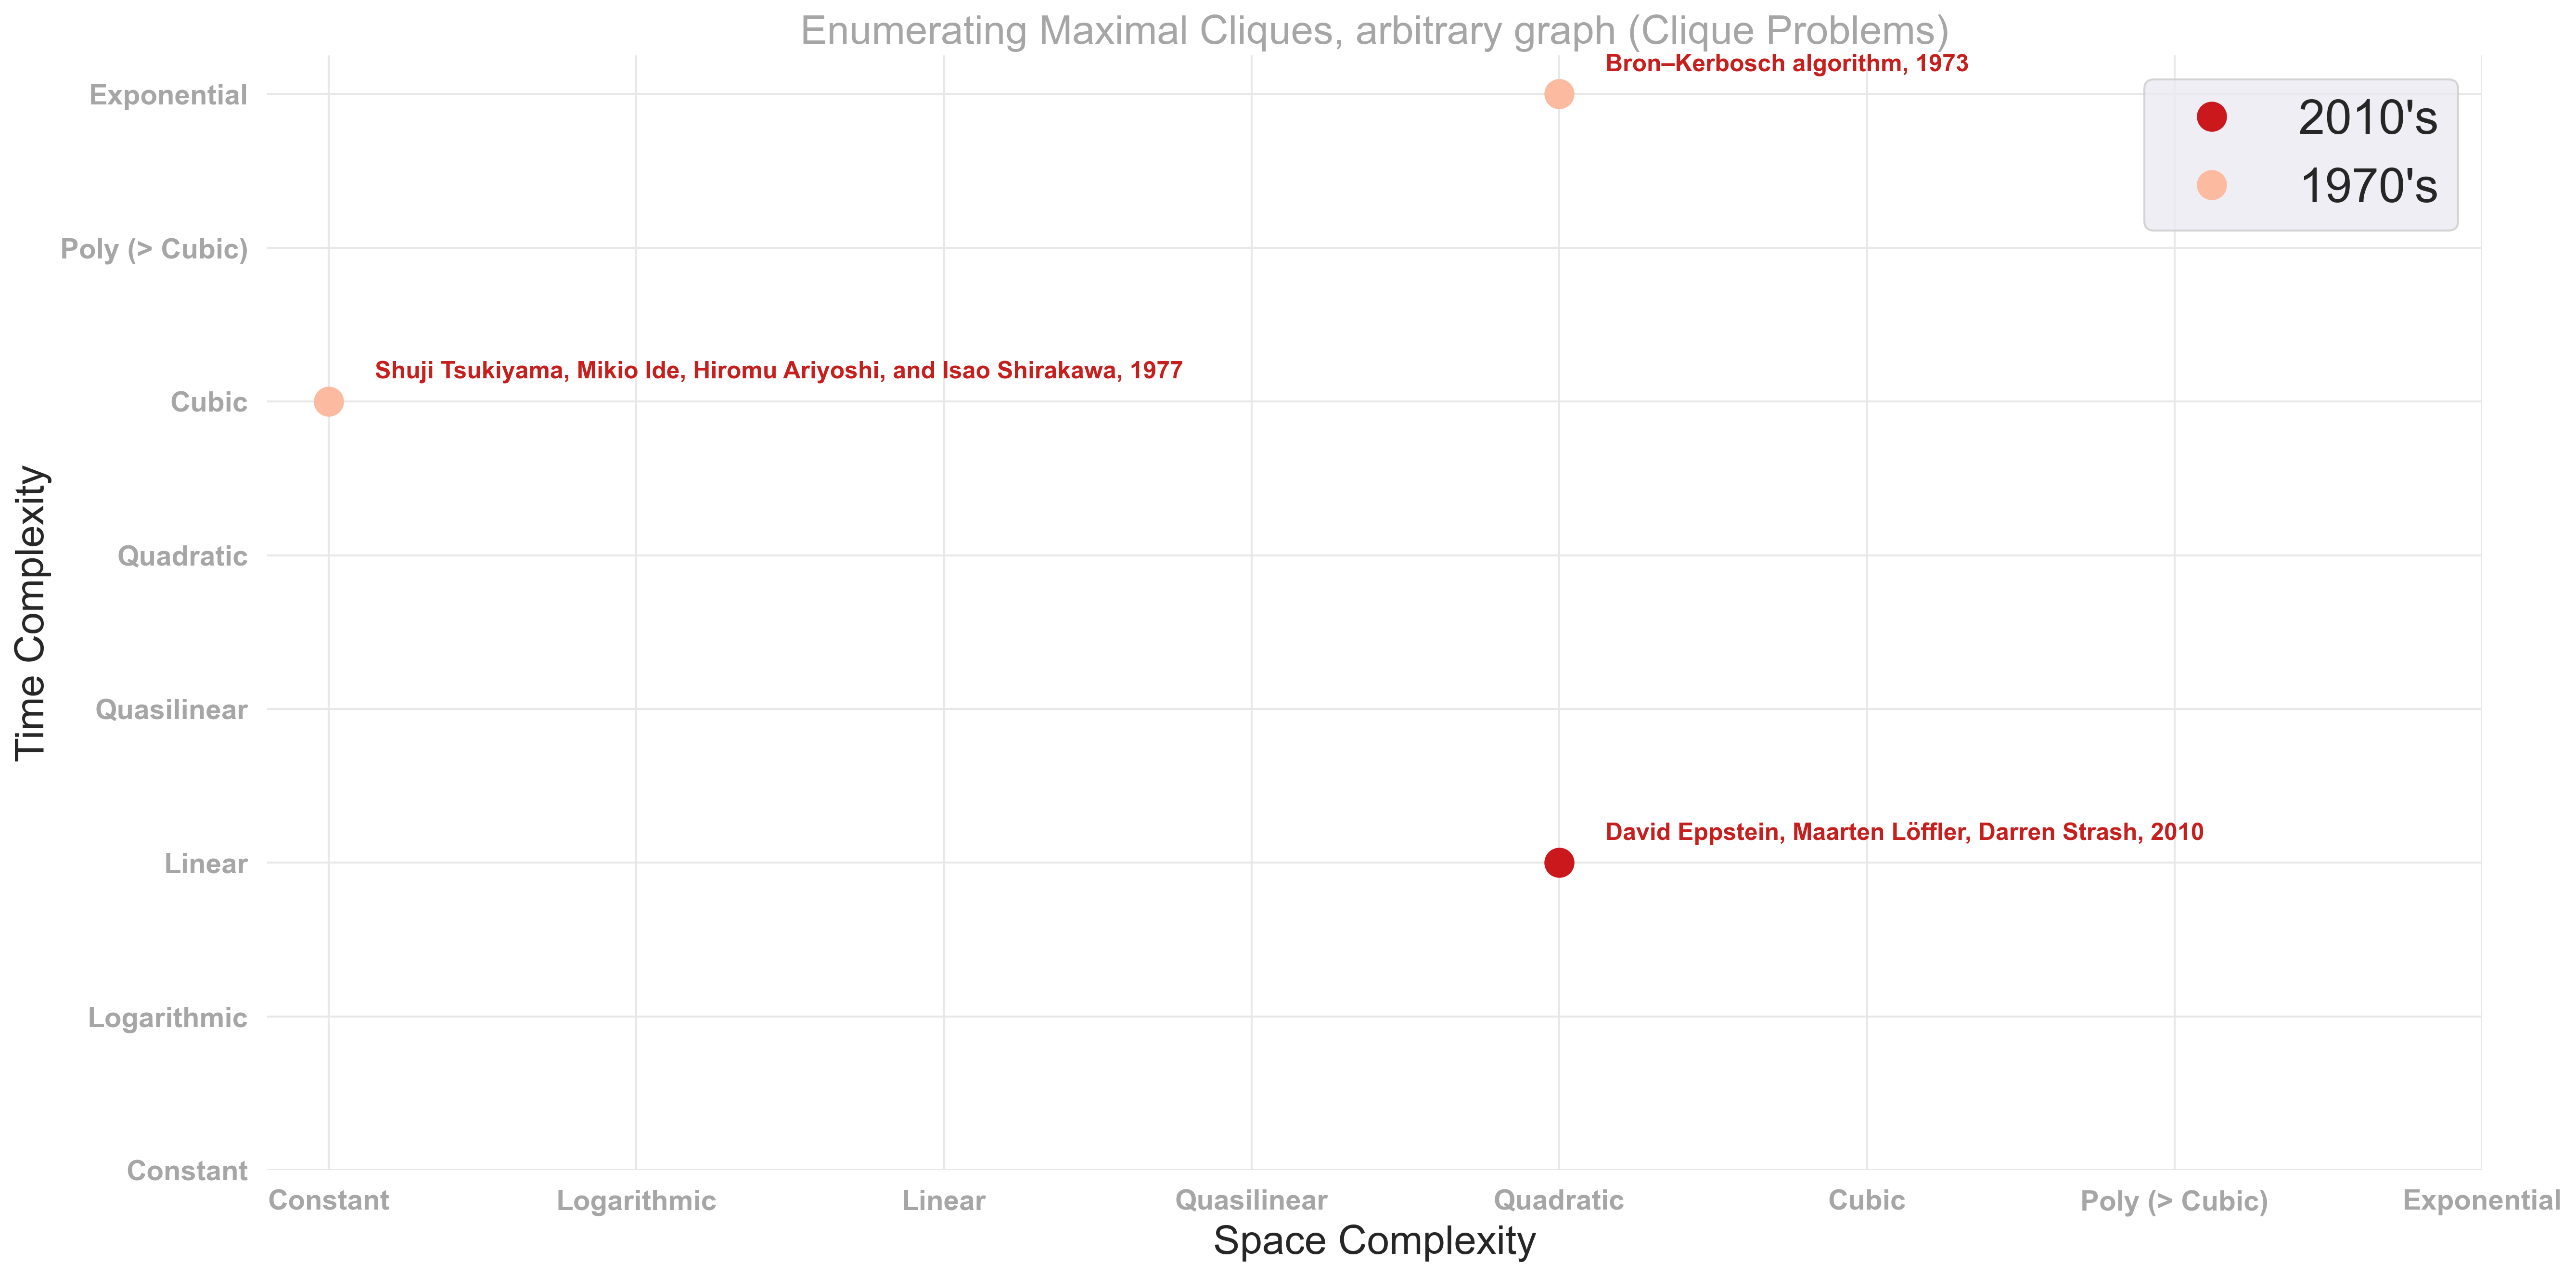 Enumerating Maximal Cliques, arbitrary graph (Clique Problems)
Bron–Kerbosch algorithm, 1973
Exponential
2010's
1970's
Poly (> Cubic)
Shuji Tsukiyama, Mikio Ide, Hiromu Ariyoshi, and Isao Shirakawa, 1977
Cubic
Quadratic
Time Complexity
Quasilinear
David Eppstein, Maarten Löffler, Darren Strash, 2010
Linear
Logarithmic
Constant
Constant Logarithmic Linear Quasilinear Quadratic Cubic Poly (> Cubic) Exponential
Space Complexity